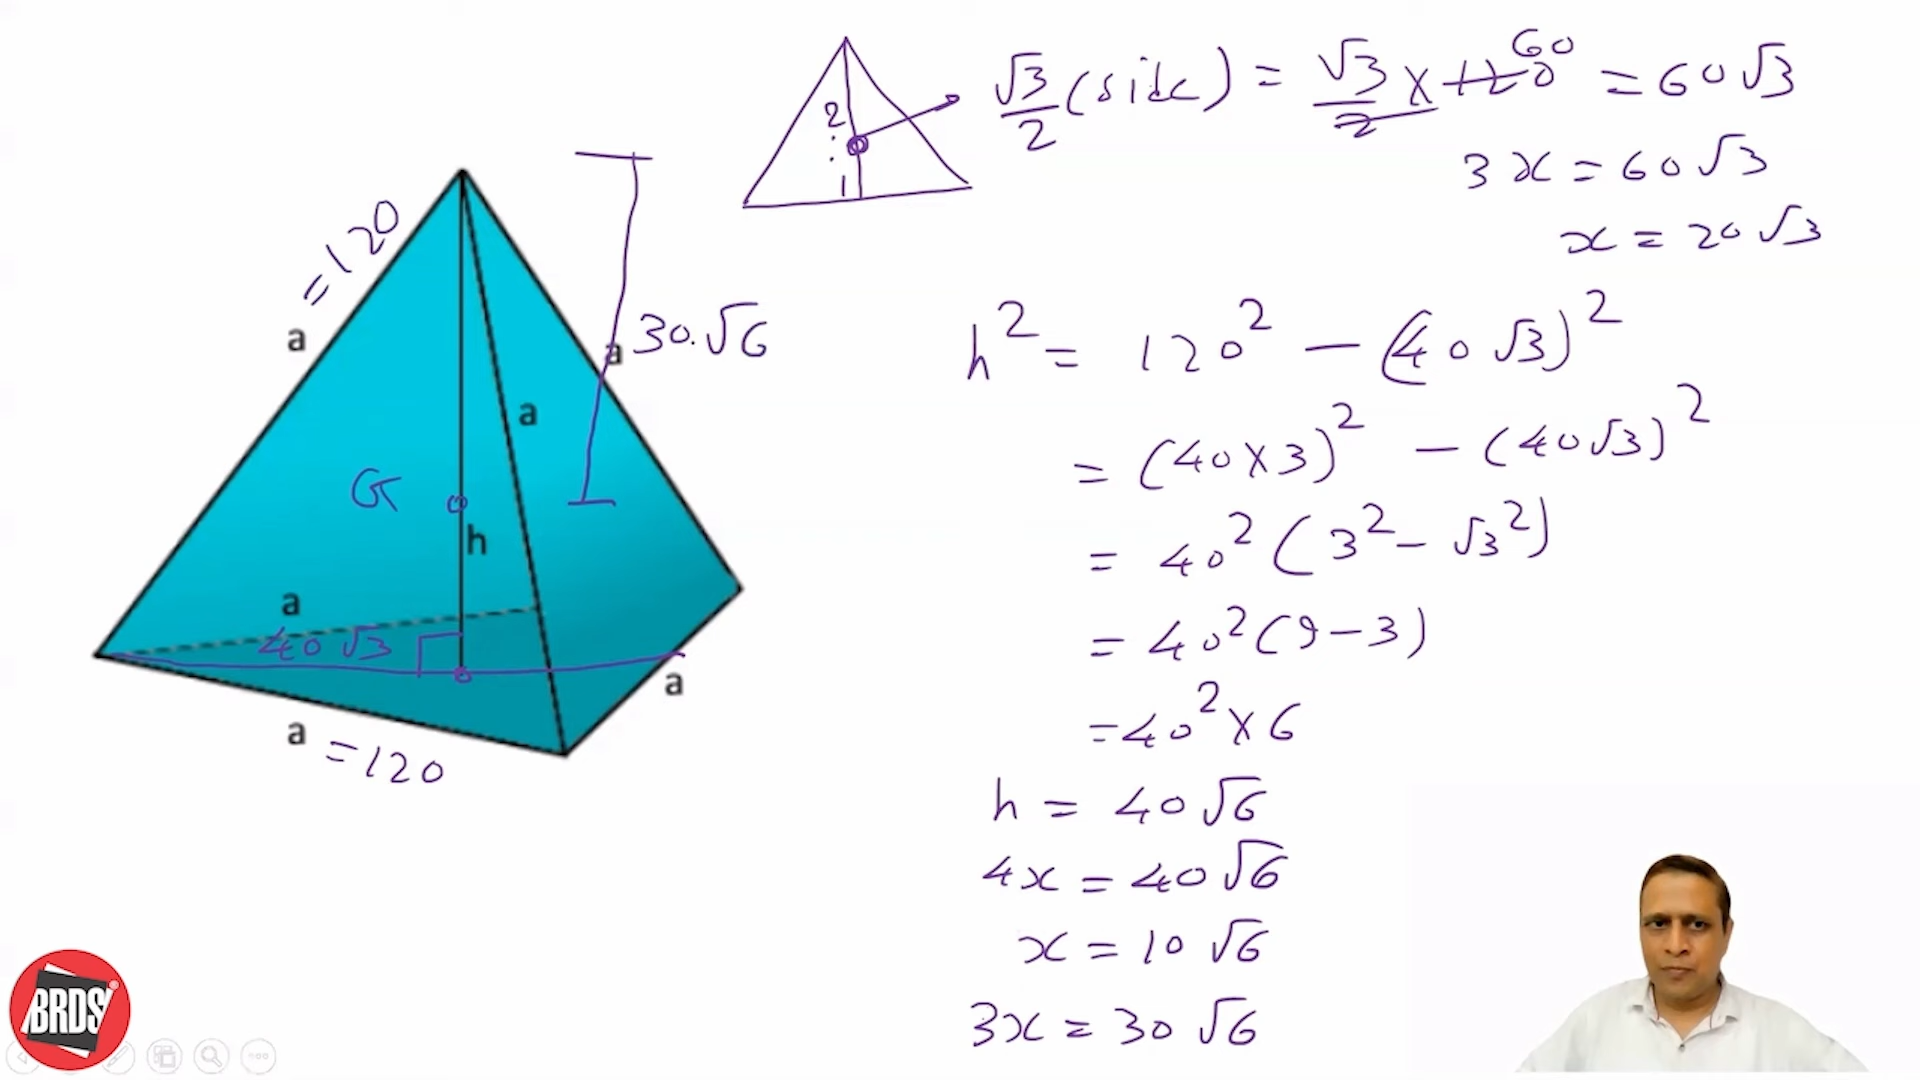 √3/2 (side) = √3/2 × 120 60 = 60√3
2 : 1
3x = 60√3
x = 20√3
= 120
a
30.√6
a
a
G
h
a
40√3
a
a = 120
h² = 120² − (40√3)²
= (40×3)² − (40√3)²
= 40² (3² − √3²)
= 40² (9−3)
= 40² × 6
h = 40√6
4x = 40√6
x = 10√6
3x = 30√6
BRDS